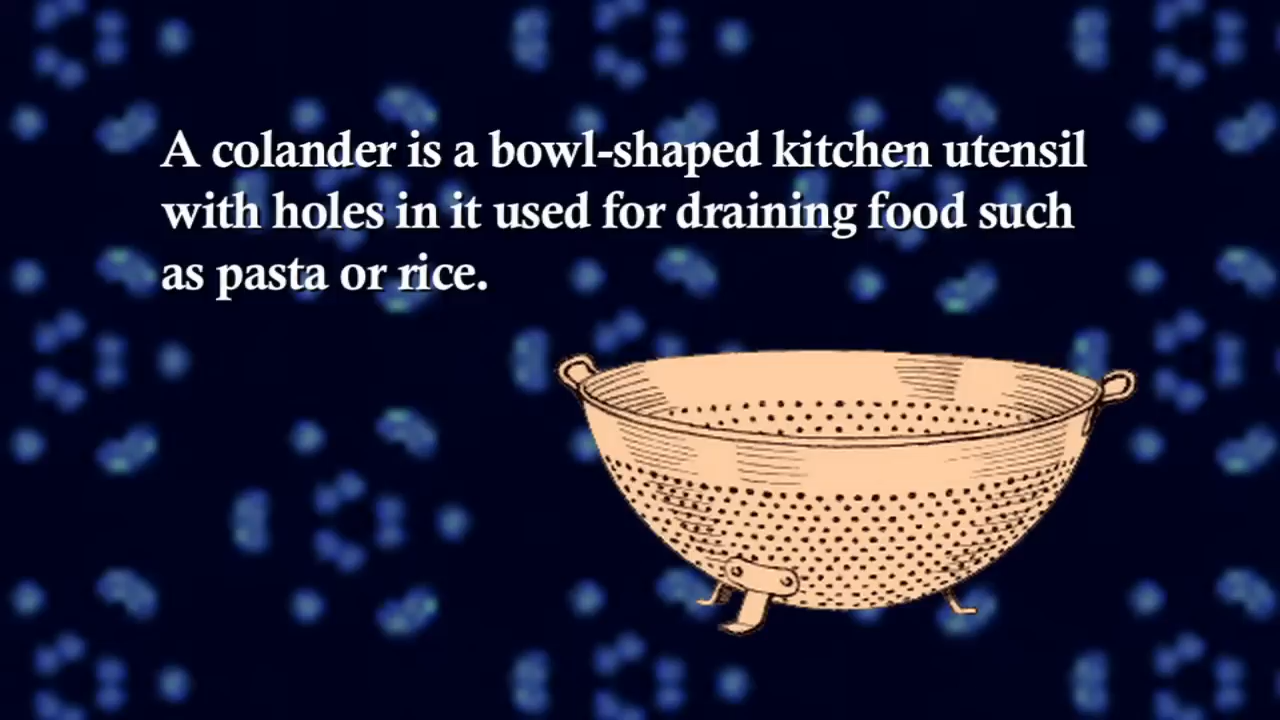 A colander is a bowl-shaped kitchen utensil
with holes in it used for draining food such
as pasta or rice.